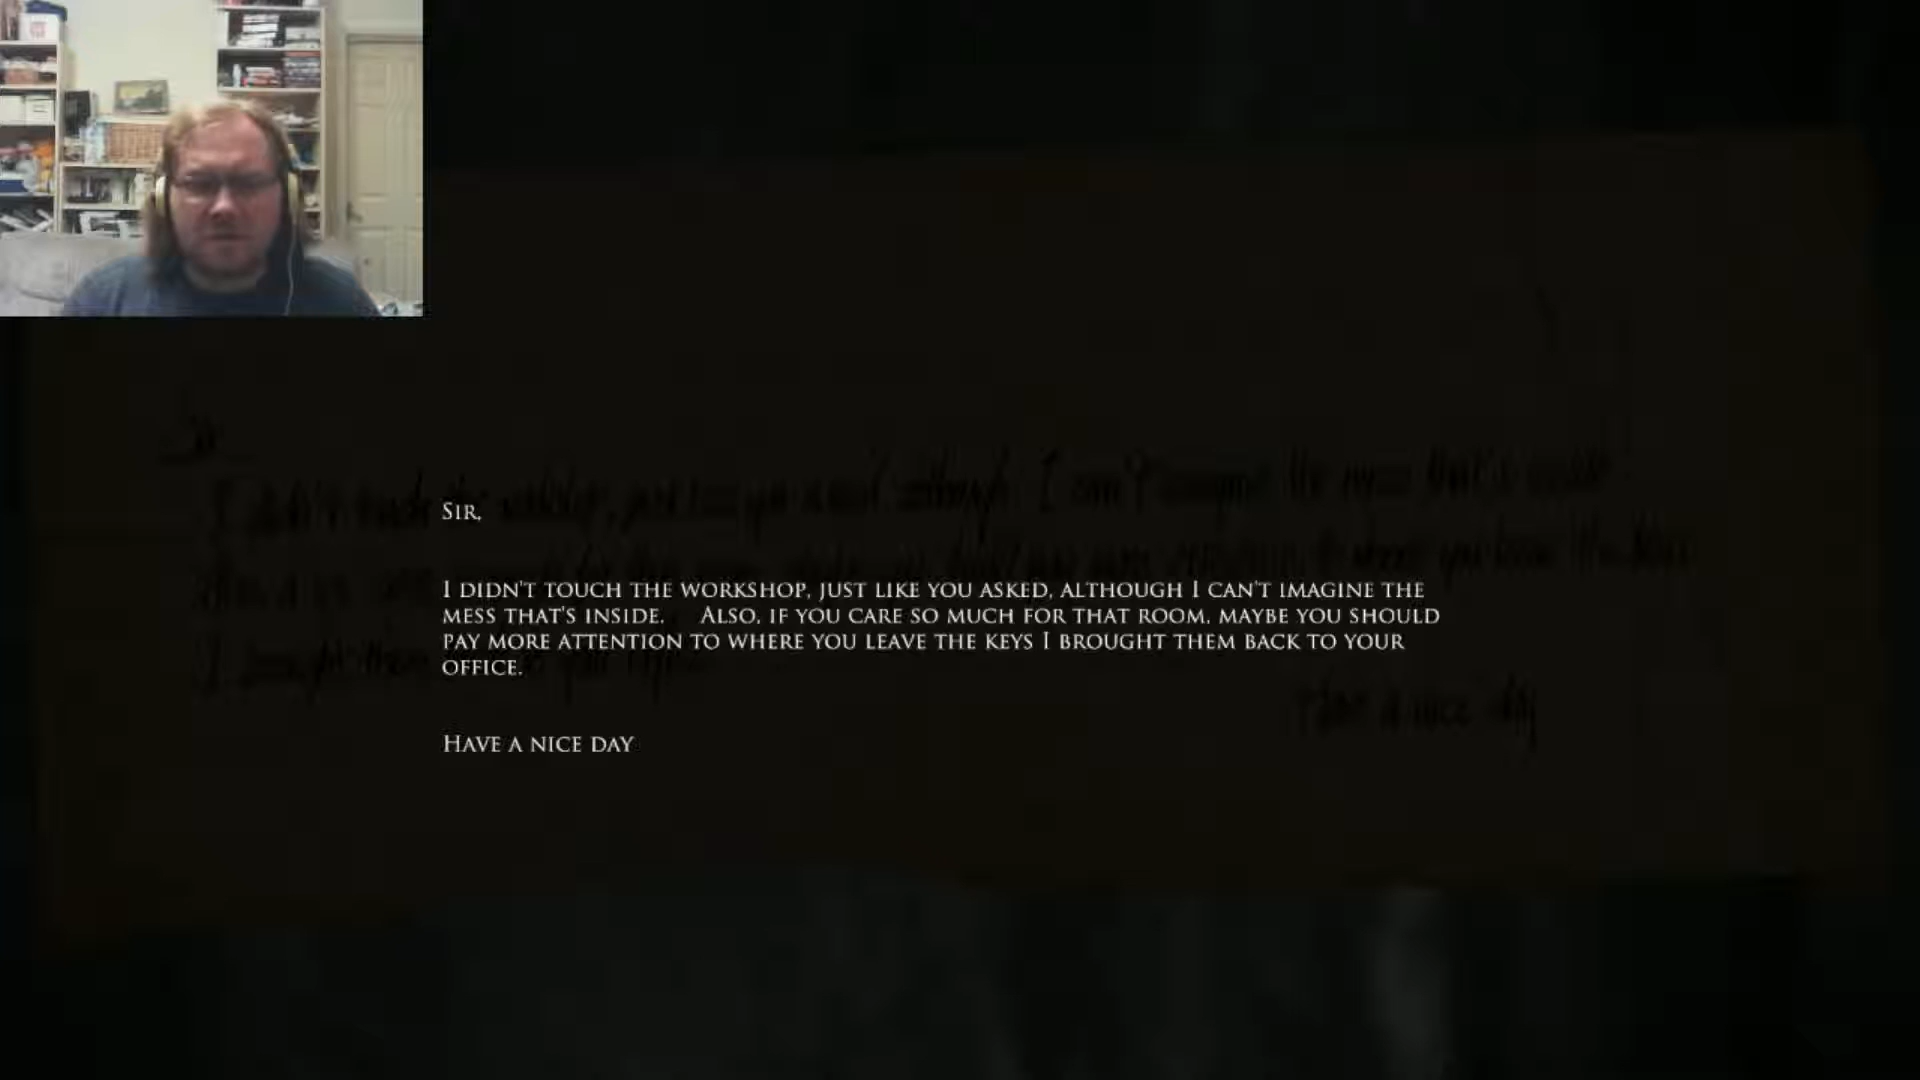 SIR,
I DIDN'T TOUCH THE WORKSHOP, JUST LIKE YOU ASKED, ALTHOUGH I CAN'T IMAGINE THE
MESS THAT'S INSIDE. ALSO, IF YOU CARE SO MUCH FOR THAT ROOM, MAYBE YOU SHOULD
PAY MORE ATTENTION TO WHERE YOU LEAVE THE KEYS I BROUGHT THEM BACK TO YOUR
OFFICE.
HAVE A NICE DAY